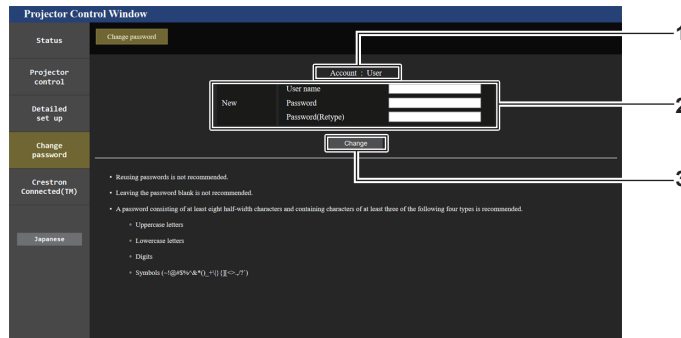 Projector Control Window
Status
Change password
1
Projector
control
Account : User
User name
New
Password
Password(Retype)
2
Detailed
set up
Change
password
Change
3
Crestron
Connected(TM)
Japanese
• Reusing passwords is not recommended.
• Leaving the password blank is not recommended.
• A password consisting of at least eight half-width characters and containing characters of at least three of the following four types is recommended.
Uppercase letters
Lowercase letters
Digits
Symbols (~!@#$%^&*()_+\|{}[]<>.,/?`)